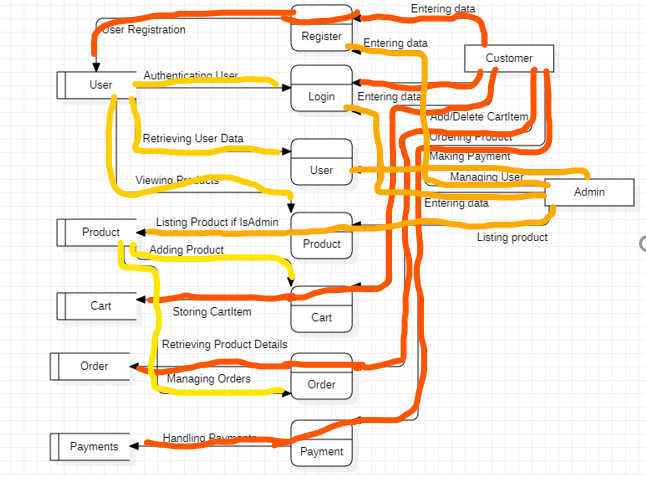 Entering data
User Registration
Register
Entering data
Customer
User
Authenticating User
Login
Entering data
Add/Delete CartItem
Ordering Product
Retrieving User Data
Making Payment
User
Managing User
Viewing Products
Admin
Entering data
Listing Product if IsAdmin
Product
Listing product
Product
Adding Product
Cart
Storing CartItem
Cart
Retrieving Product Details
Order
Managing Orders
Order
Handling Payments
Payments
Payment